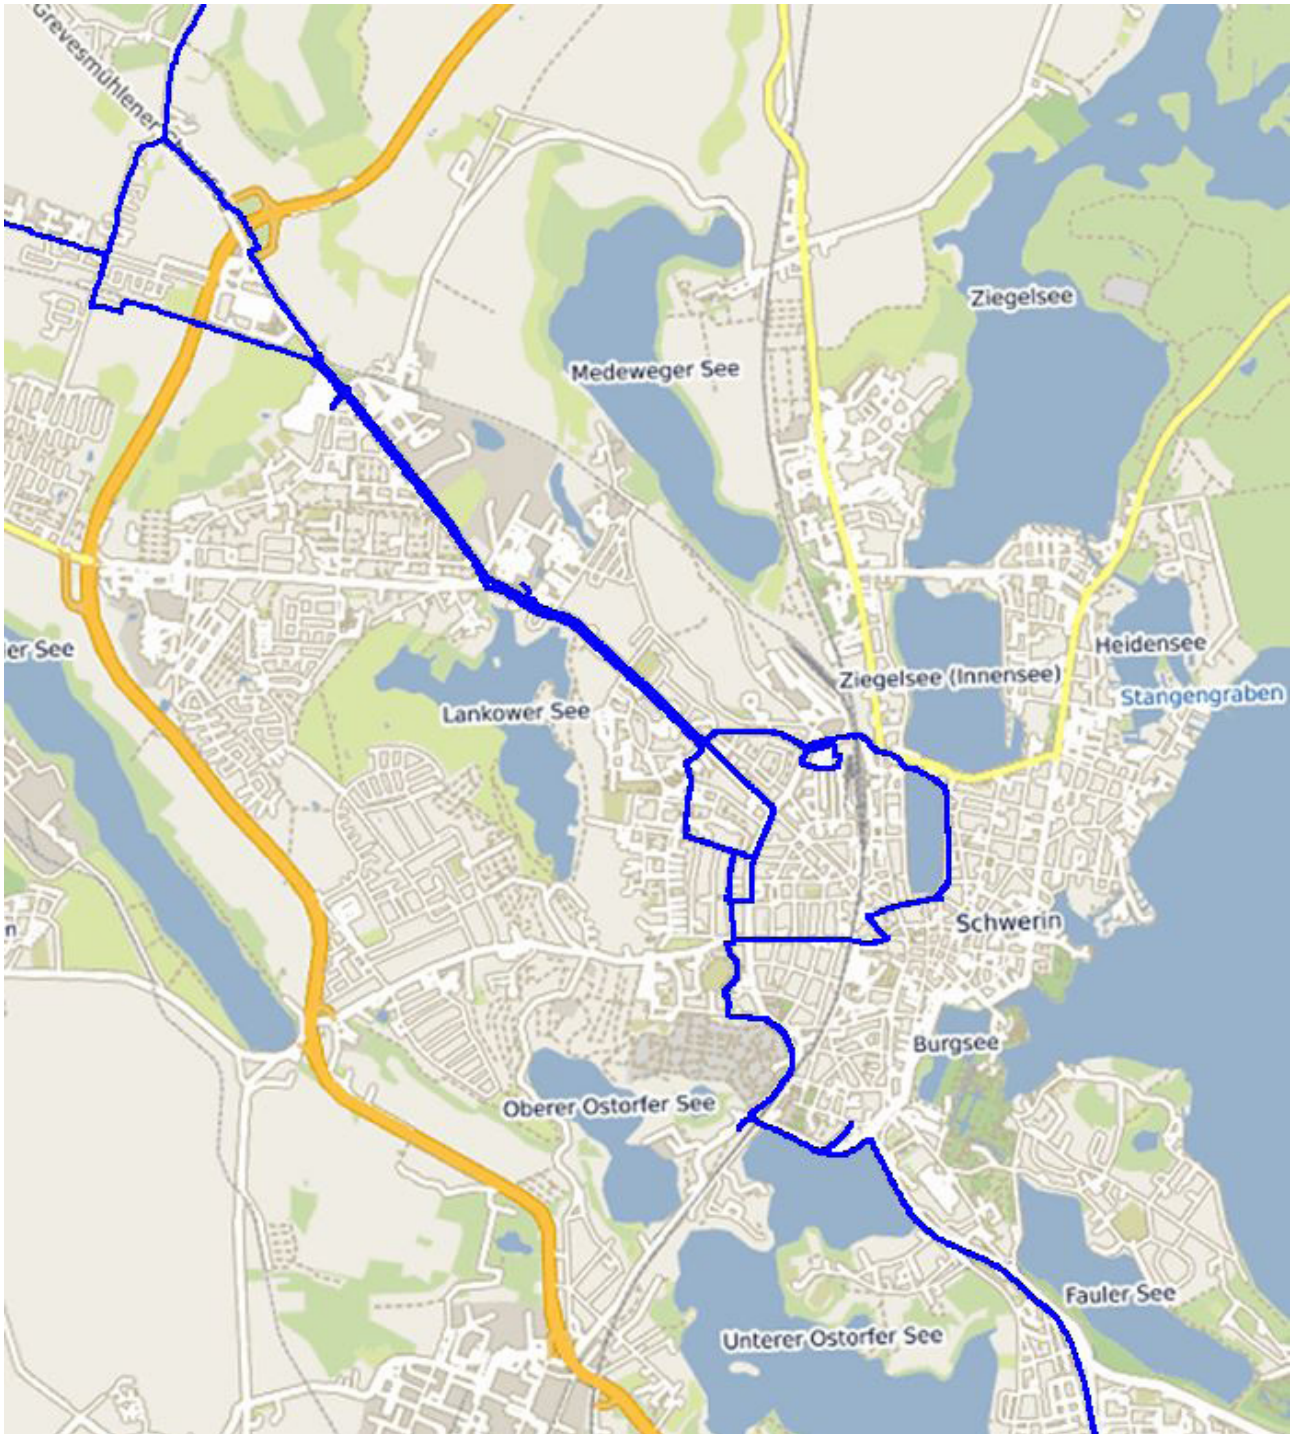 Grevesmühlener
Ziegelsee
Medeweger See
Heidensee
ler See
Ziegelsee (Innensee)
Stangengraben
Lankower See
Schwerin
n
Burgsee
Oberer Ostorfer See
Fauler See
Unterer Ostorfer See